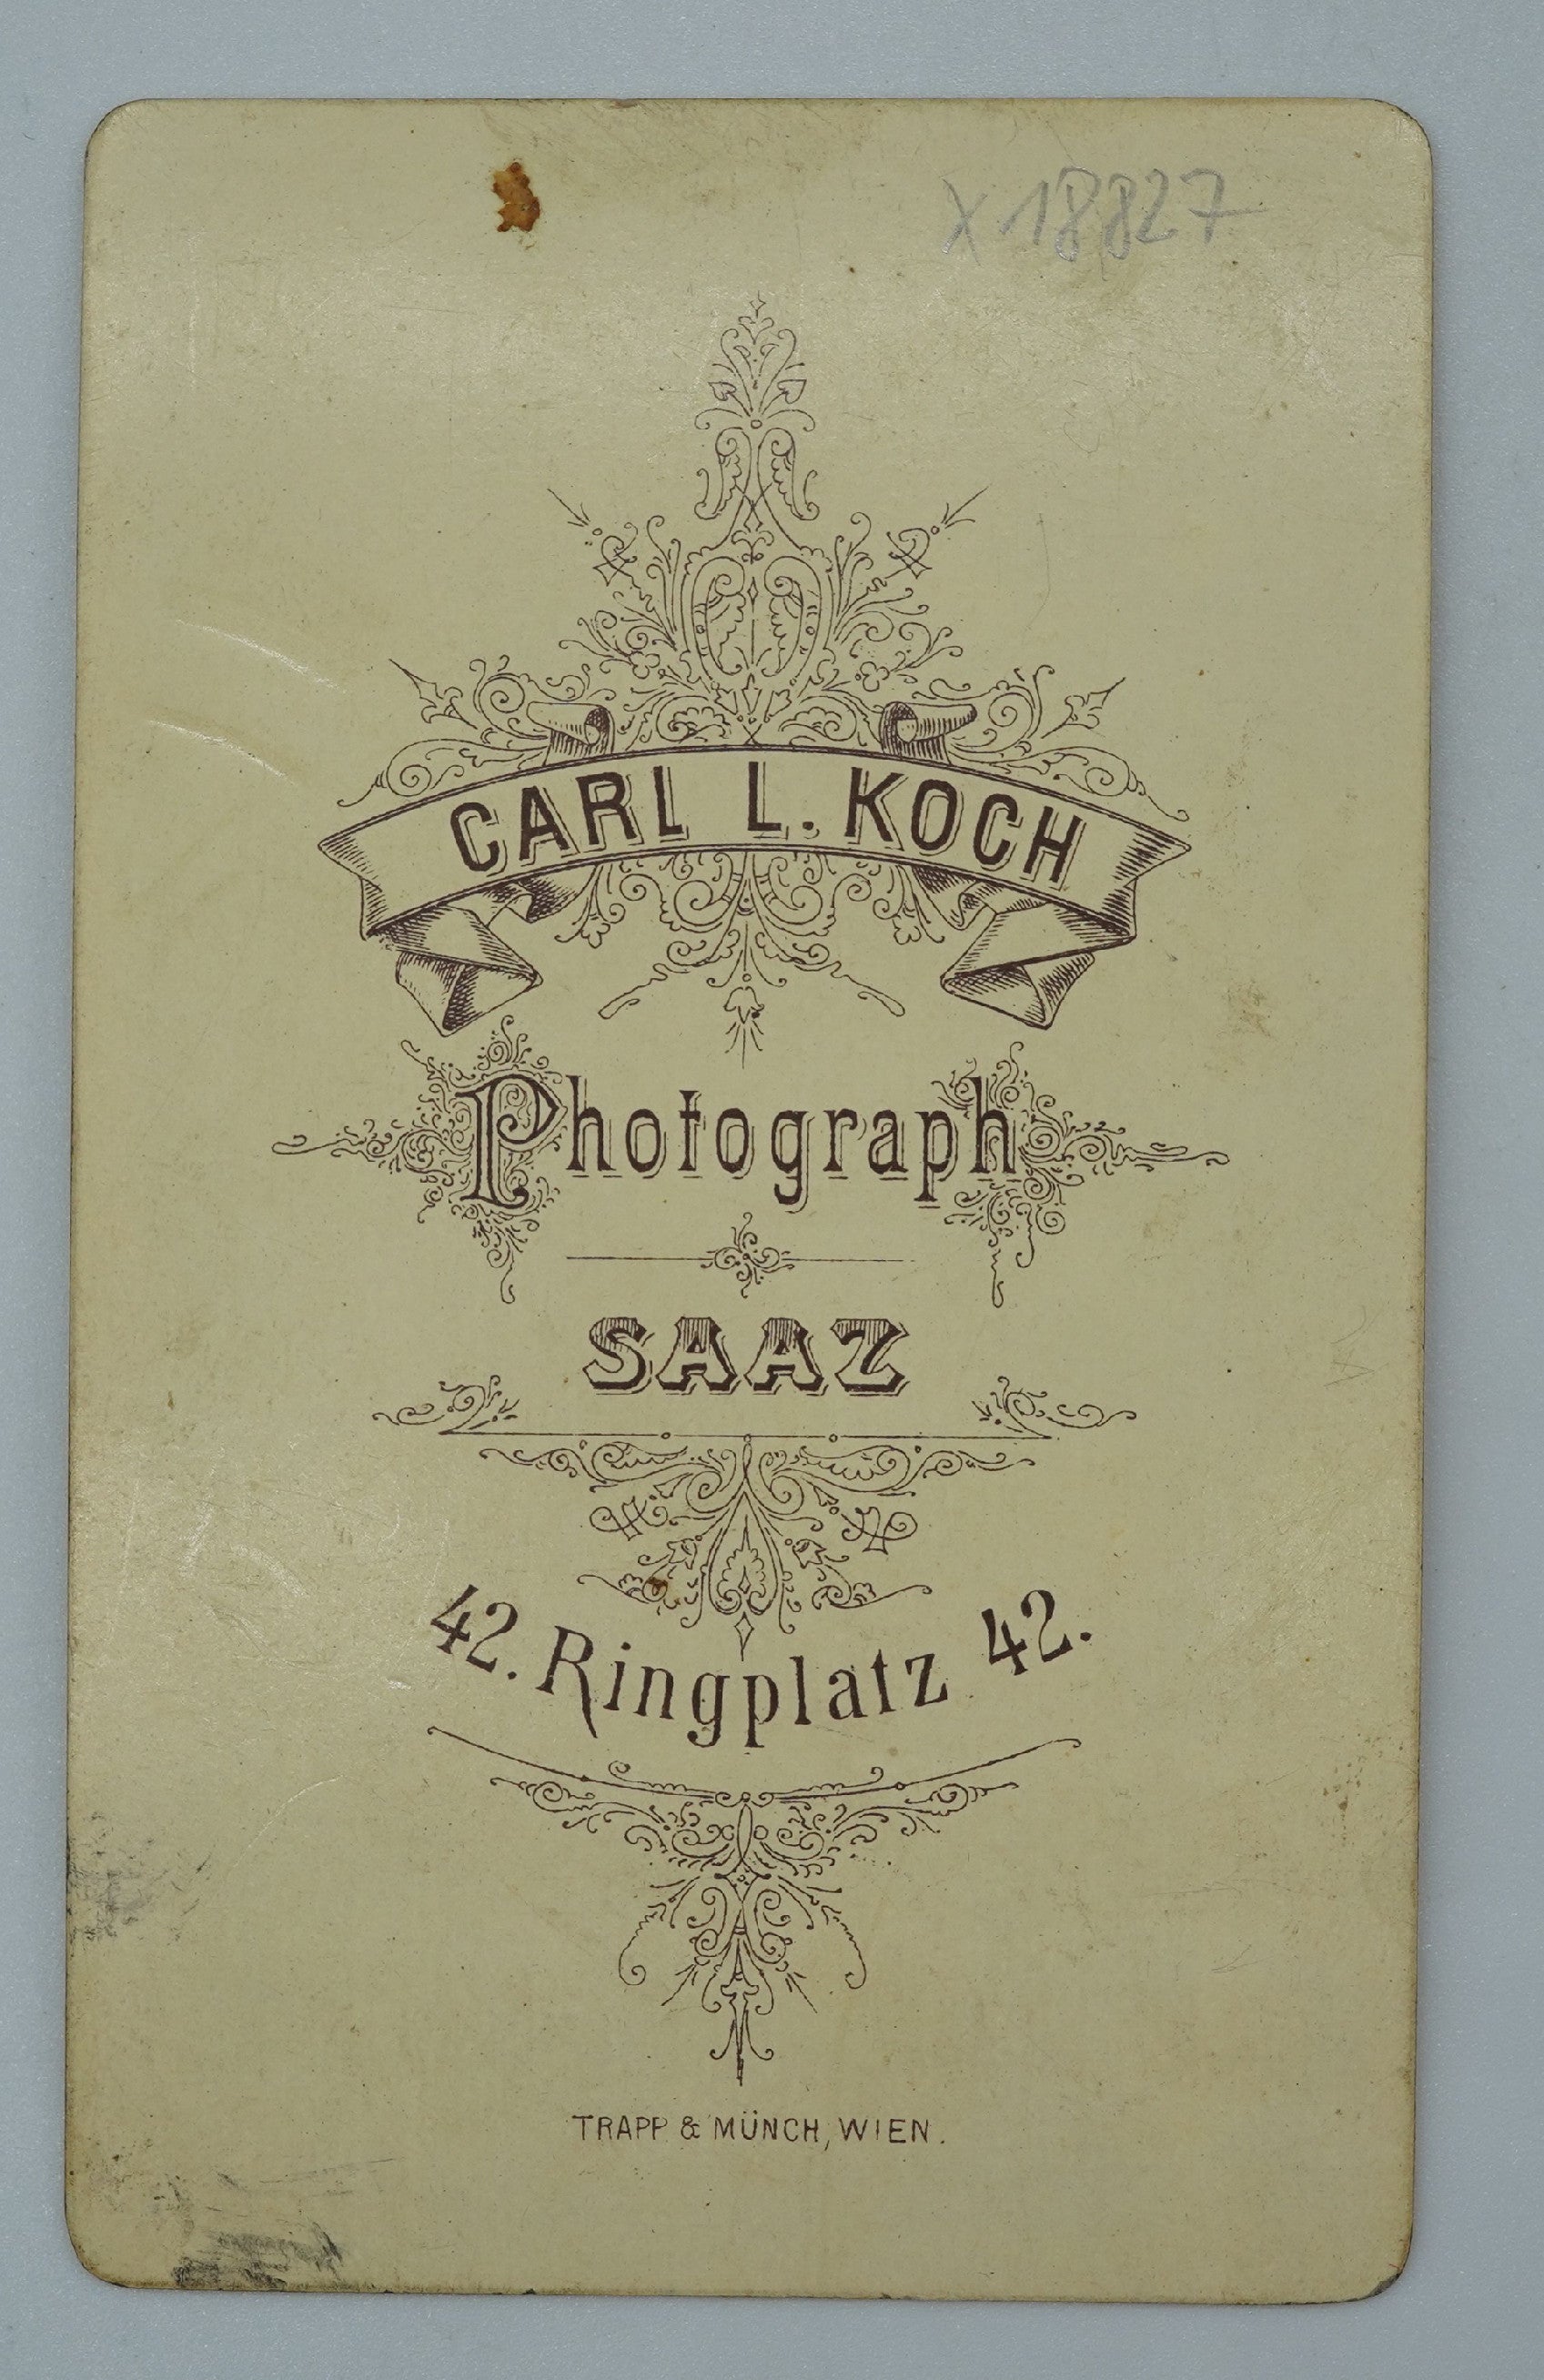 x 18827
CARL L. KOCH
Photograph
SAAZ
42. Ringplatz 42.
TRAPP & MÜNCH, WIEN.